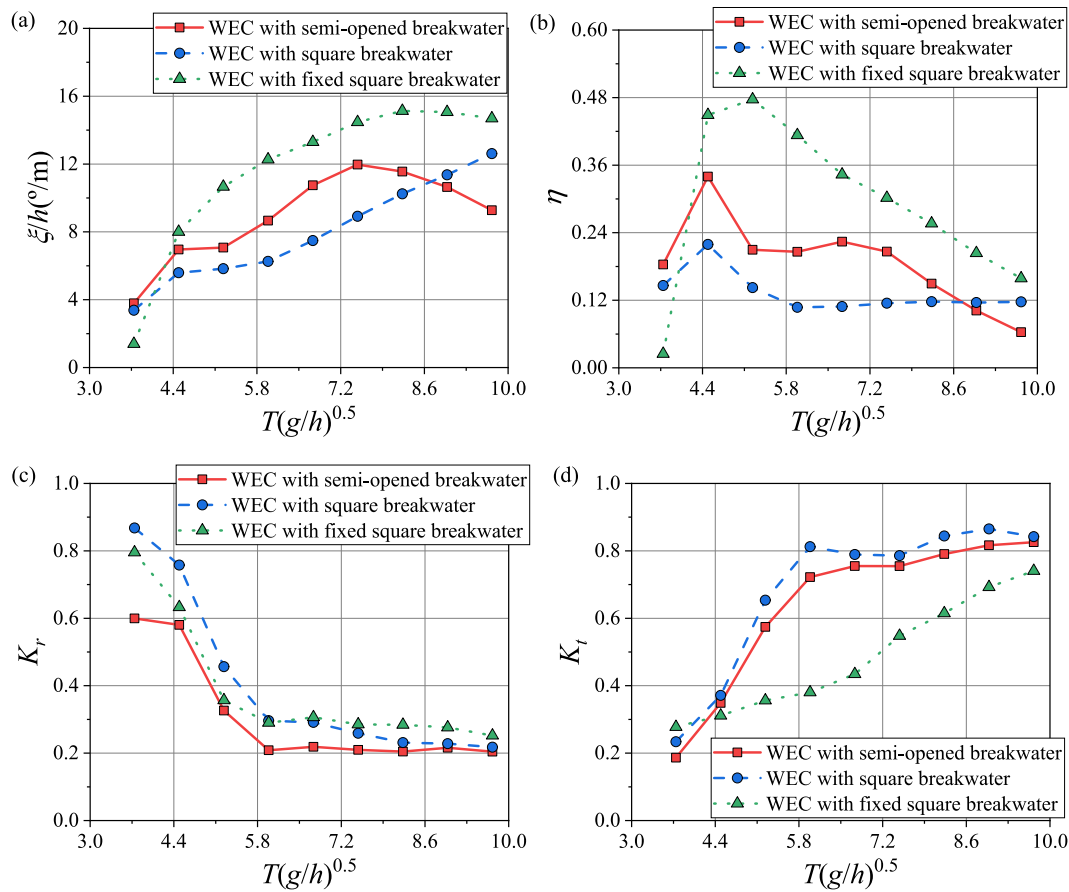 (a)
WEC with semi-opened breakwater
WEC with square breakwater
WEC with fixed square breakwater
20
16
12
8
4
0
ξ/h(º/m)
3.0 4.4 5.8 7.2 8.6 10.0
T(g/h)^0.5
(b)
WEC with semi-opened breakwater
WEC with square breakwater
WEC with fixed square breakwater
0.60
0.48
0.36
0.24
0.12
0.00
η
3.0 4.4 5.8 7.2 8.6 10.0
T(g/h)^0.5
(c)
WEC with semi-opened breakwater
WEC with square breakwater
WEC with fixed square breakwater
1.0
0.8
0.6
0.4
0.2
0.0
K_r
3.0 4.4 5.8 7.2 8.6 10.0
T(g/h)^0.5
(d)
1.0
0.8
0.6
0.4
0.2
0.0
K_t
WEC with semi-opened breakwater
WEC with square breakwater
WEC with fixed square breakwater
3.0 4.4 5.8 7.2 8.6 10.0
T(g/h)^0.5